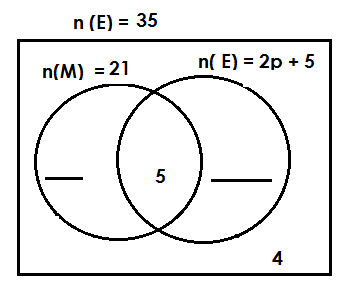 n (E) = 35
n(M) = 21
n( E) = 2p + 5
5
4